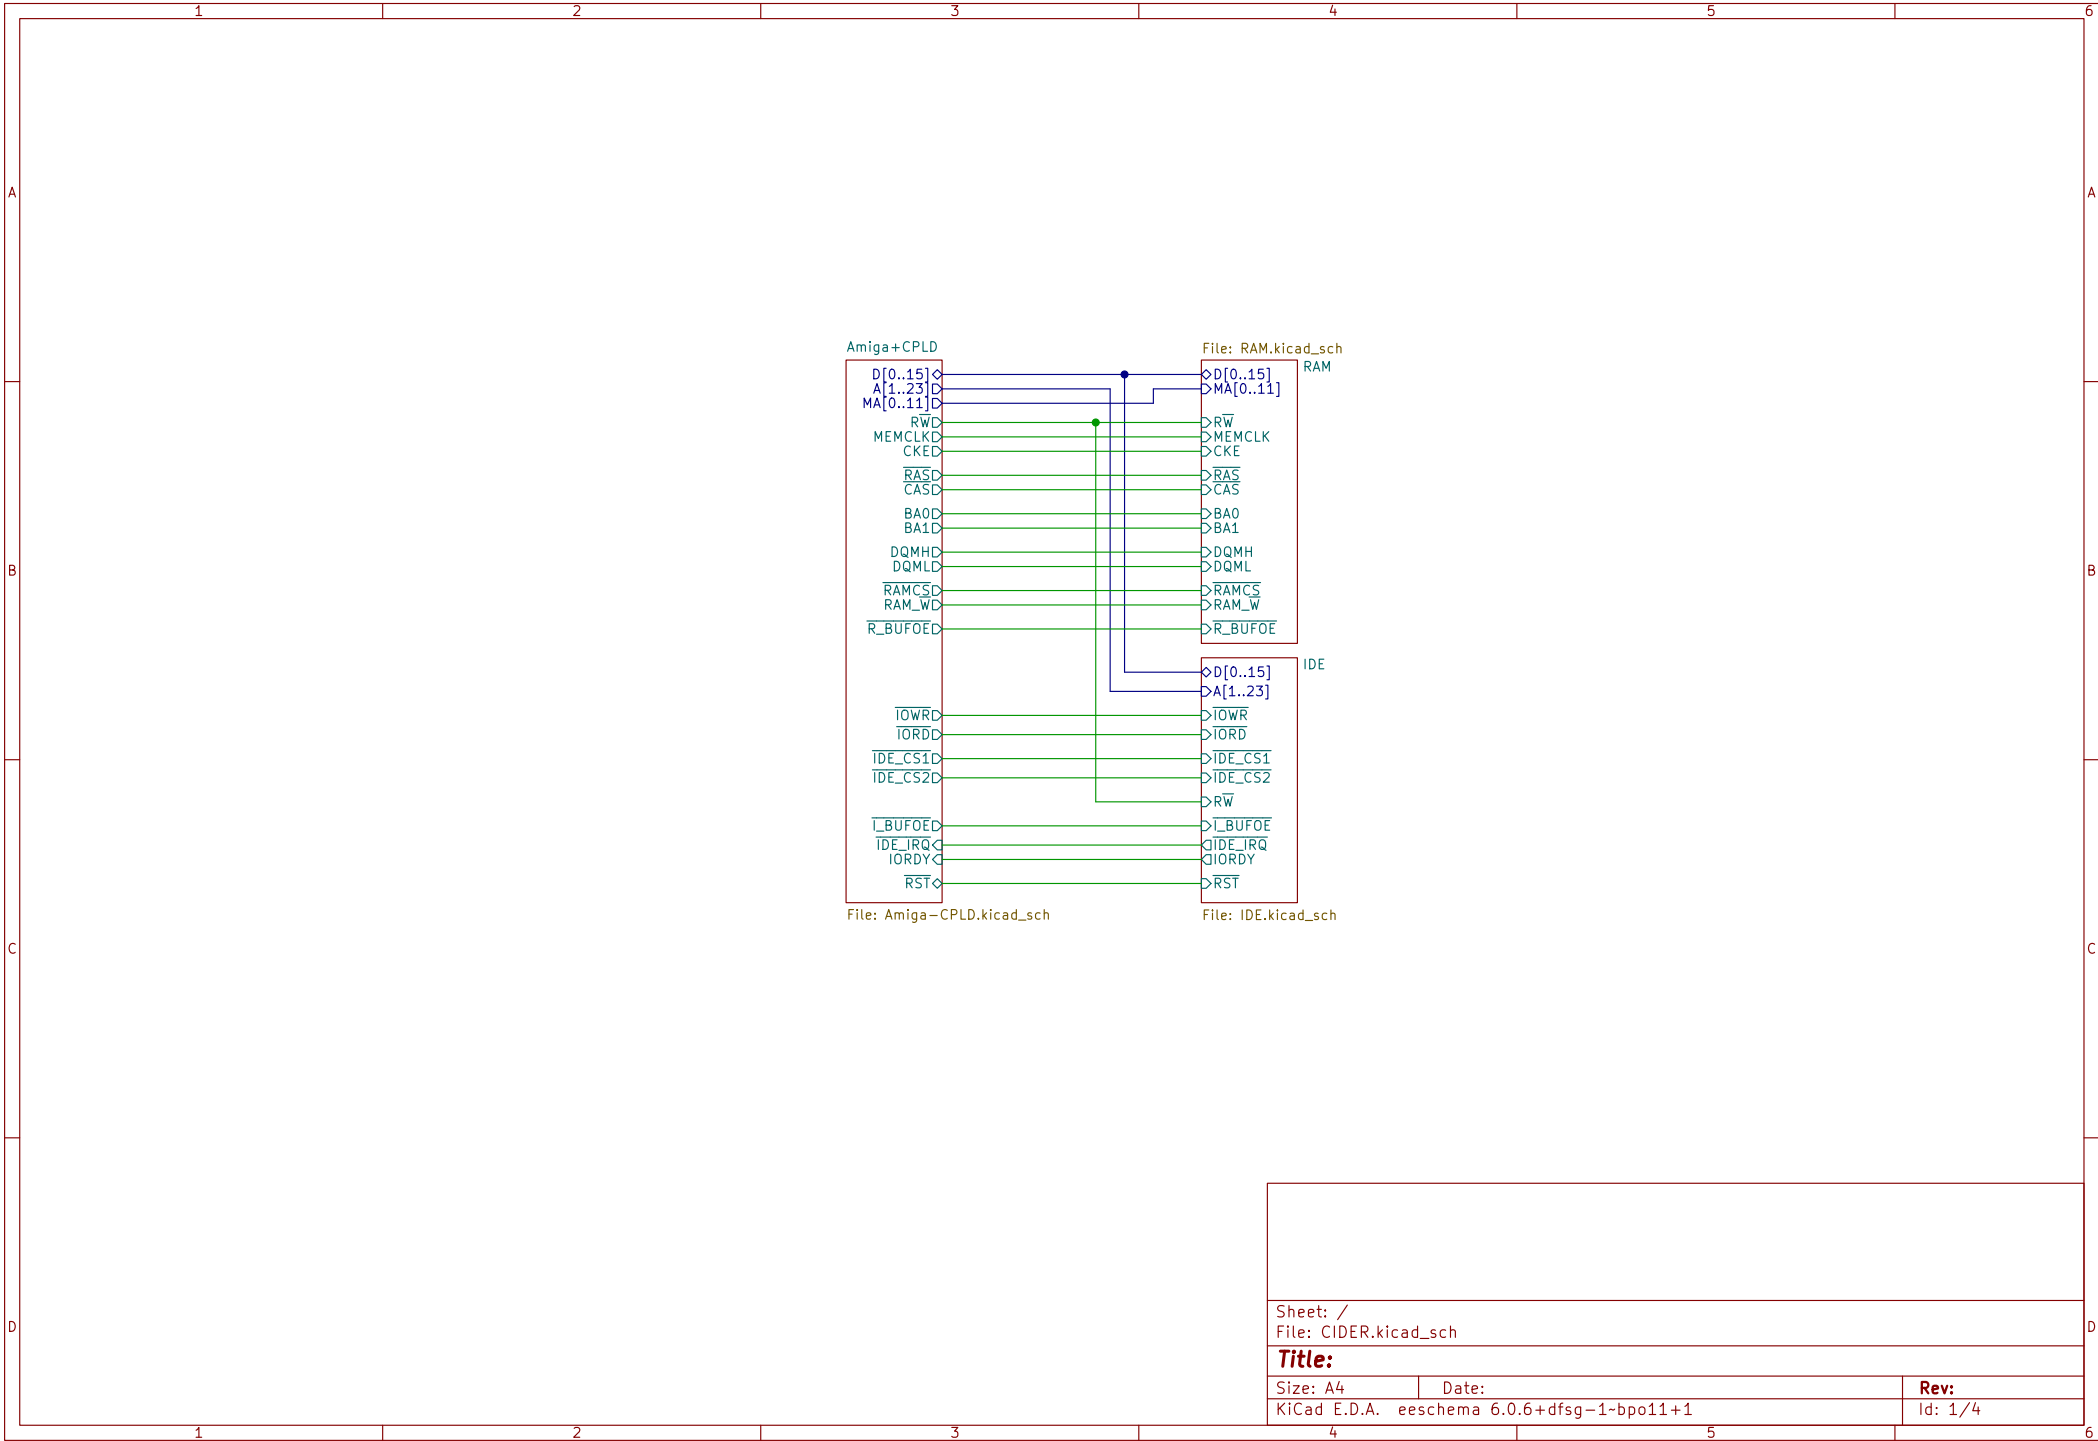 1 2 3 4 5 6
A A
B B
C C
D D
Amiga+CPLD
D[0..15]
A[1..23]
MA[0..11]
RW
MEMCLK
CKE
RAS
CAS
BA0
BA1
DQMH
DQML
RAMCS
RAM_W
R_BUFOE
IOWR
IORD
IDE_CS1
IDE_CS2
I_BUFOE
IDE_IRQ
IORDY
RST
File: Amiga-CPLD.kicad_sch
File: RAM.kicad_sch
RAM
D[0..15]
MA[0..11]
RW
MEMCLK
CKE
RAS
CAS
BA0
BA1
DQMH
DQML
RAMCS
RAM_W
R_BUFOE
IDE
D[0..15]
A[1..23]
IOWR
IORD
IDE_CS1
IDE_CS2
RW
I_BUFOE
IDE_IRQ
IORDY
RST
File: IDE.kicad_sch
Sheet: /
File: CIDER.kicad_sch
Title:
Size: A4 Date: Rev:
KiCad E.D.A. eeschema 6.0.6+dfsg-1~bpo11+1 Id: 1/4
1 2 3 4 5 6